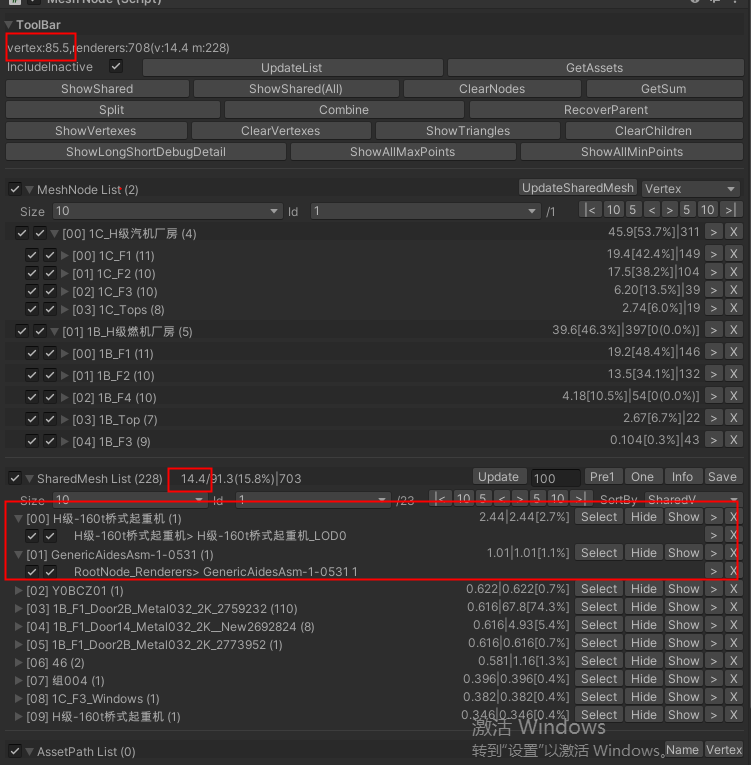 Mesh Node (Script)
ToolBar
vertex:85.5,renderers:708(v:14.4 m:228)
IncludeInactive UpdateList GetAssets
ShowShared ShowShared(All) ClearNodes GetSum
Split Combine RecoverParent
ShowVertexes ClearVertexes ShowTriangles ClearChildren
ShowLongShortDebugDetail ShowAllMaxPoints ShowAllMinPoints
MeshNode List (2) UpdateSharedMesh Vertex
Size 10 Id 1 /1 |< 10 5 < > 5 10 >|
[00] 1C_H级汽机厂房 (4) 45.9[53.7%]|311 > X
[00] 1C_F1 (11) 19.4[42.4%]|149 > X
[01] 1C_F2 (10) 17.5[38.2%]|104 > X
[02] 1C_F3 (10) 6.20[13.5%]|39 > X
[03] 1C_Tops (8) 2.74[6.0%]|19 > X
[01] 1B_H级燃机厂房 (5) 39.6[46.3%]|397[0(0.0%)] > X
[00] 1B_F1 (11) 19.2[48.4%]|146 > X
[01] 1B_F2 (10) 13.5[34.1%]|132 > X
[02] 1B_F4 (10) 4.18[10.5%]|54[0(0.0%)] > X
[03] 1B_Top (7) 2.67[6.7%]|22 > X
[04] 1B_F3 (9) 0.104[0.3%]|43 > X
SharedMesh List (228) 14.4/91.3(15.8%)|703 Update 100 Pre1 One Info Save
Size 10 Id 1 /23 |< 10 5 < > 5 10 >| SortBy SharedV
[00] H级-160t桥式起重机 (1) 2.44|2.44[2.7%] Select Hide Show > X
H级-160t桥式起重机> H级-160t桥式起重机_LOD0 > X
[01] GenericAidesAsm-1-0531 (1) 1.01|1.01[1.1%] Select Hide Show > X
RootNode_Renderers> GenericAidesAsm-1-0531 1 > X
[02] Y0BCZ01 (1) 0.622|0.622[0.7%] Select Hide Show > X
[03] 1B_F1_Door2B_Metal032_2K_2759232 (110) 0.616|67.8[74.3%] Select Hide Show > X
[04] 1B_F1_Door14_Metal032_2K__New2692824 (8) 0.616|4.93[5.4%] Select Hide Show > X
[05] 1B_F1_Door2B_Metal032_2K_2773952 (1) 0.616|0.616[0.7%] Select Hide Show > X
[06] 46 (2) 0.581|1.16[1.3%] Select Hide Show > X
[07] 组004 (1) 0.396|0.396[0.4%] Select Hide Show > X
[08] 1C_F3_Windows (1) 0.382|0.382[0.4%] Select Hide Show > X
[09] H级-160t桥式起重机 (1) 0.346|0.346[0.4%] Select Hide Show > X
激活 Windows
转到"设置"以激活 Windows。
AssetPath List (0) Name Vertex